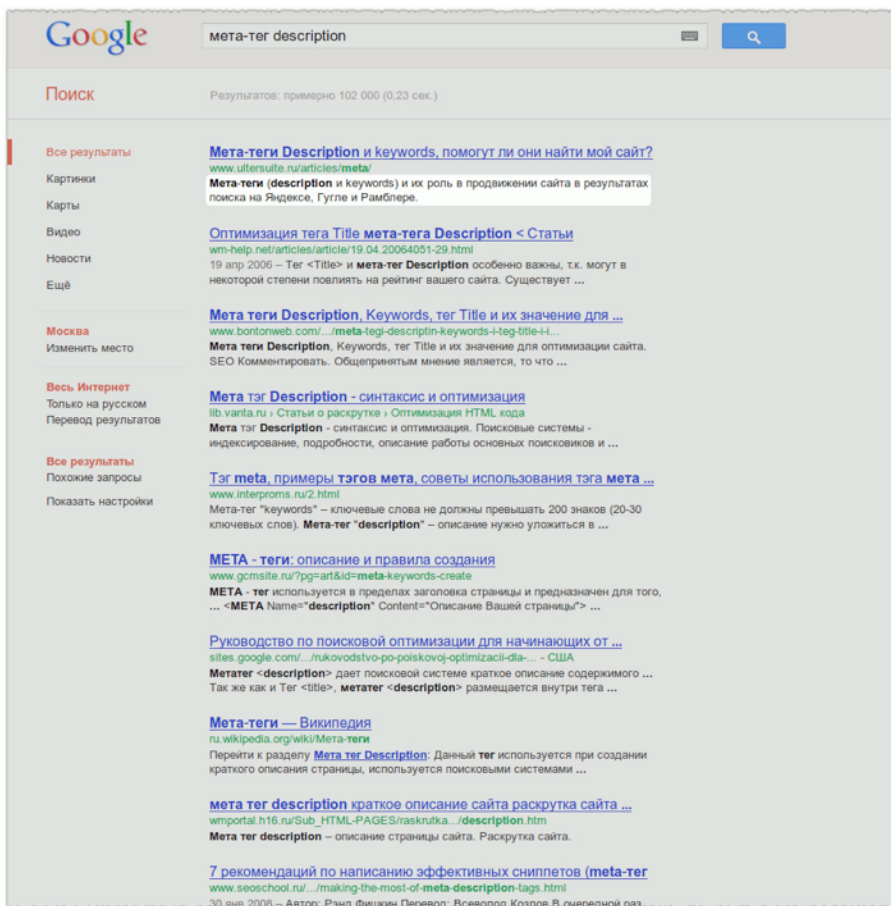 Google
мета-тег description
Поиск
Результатов: примерно 102 000 (0,23 сек.)
Все результаты
Картинки
Карты
Видео
Новости
Ещё
Москва
Изменить место
Весь Интернет
Только на русском
Перевод результатов
Все результаты
Похожие запросы
Показать настройки
Мета-теги Description и keywords, помогут ли они найти мой сайт?
www.ultersuite.ru/articles/meta/
Мета-теги (description и keywords) и их роль в продвижении сайта в результатах
поиска на Яндексе, Гугле и Рамблере.
Оптимизация тега Title мета-тега Description < Статьи
wm-help.net/articles/article/19.04.20064051-29.html
19 апр 2006 – Тег <Title> и мета-тег Description особенно важны, т.к. могут в
некоторой степени повлиять на рейтинг вашего сайта. Существует ...
Мета теги Description, Keywords, тег Title и их значение для ...
www.bontonweb.com/.../meta-tegi-descriptin-keywords-i-teg-title-i-i...
Мета теги Description, Keywords, тег Title и их значение для оптимизации сайта.
SEO Комментировать. Общепринятым мнение является, то что ...
Мета тэг Description - синтаксис и оптимизация
lib.vanta.ru › Статьи о раскрутке › Оптимизация HTML кода
Мета тэг Description - синтаксис и оптимизация. Поисковые системы -
индексирование, подробности, описание работы основных поисковиков и ...
Тэг meta, примеры тэгов мета, советы использования тэга мета ...
www.interproms.ru/2.html
Мета-тег "keywords" – ключевые слова не должны превышать 200 знаков (20-30
ключевых слов). Мета-тег "description" – описание нужно уложиться в ...
META - теги: описание и правила создания
www.gcmsite.ru/?pg=art&id=meta-keywords-create
META - тег используется в пределах заголовка страницы и предназначен для того,
... <META Name="description" Content="Описание Вашей страницы"> ...
Руководство по поисковой оптимизации для начинающих от ...
sites.google.com/.../rukovodstvo-po-poiskovoj-optimizacii-dla-... - США
Метатег <description> дает поисковой системе краткое описание содержимого ...
Так же как и Тег <title>, метатег <description> размещается внутри тега ...
Мета-теги — Википедия
ru.wikipedia.org/wiki/Мета-теги
Перейти к разделу Мета тег Description: Данный тег используется при создании
краткого описания страницы, используется поисковыми системами ...
мета тег description краткое описание сайта раскрутка сайта ...
wmportal.h16.ru/Sub_HTML-PAGES/raskrutka.../description.htm
Мета тег description – описание страницы сайта. Раскрутка сайта.
7 рекомендаций по написанию эффективных сниппетов (meta-тег
www.seoschool.ru/.../making-the-most-of-meta-description-tags.html
30 янв 2008 – Автор: Рэнд Фишкин Перевод: Всеволод Козлов В очередной раз